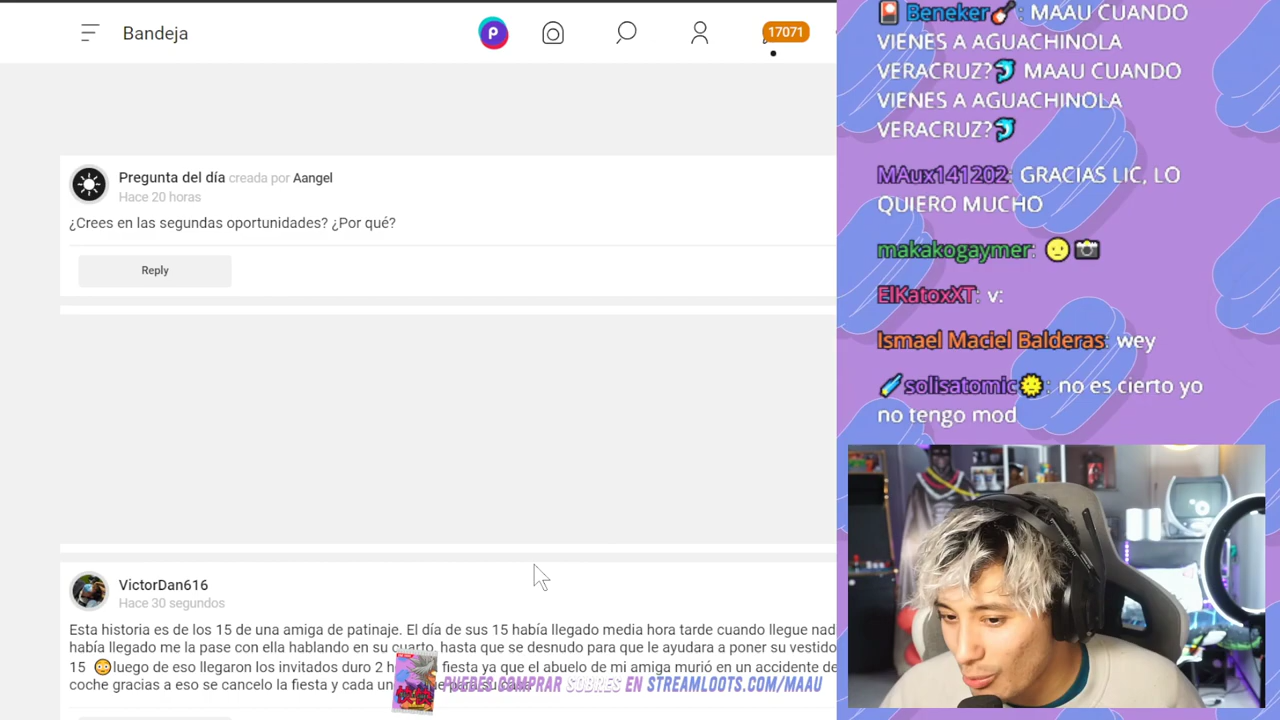 Bandeja
P
17071
Pregunta del día creada por Aangel
Hace 20 horas
¿Crees en las segundas oportunidades? ¿Por qué?
Reply
VictorDan616
Hace 30 segundos
Esta historia es de los 15 de una amiga de patinaje. El día de sus 15 había llegado media hora tarde cuando llegue nad
había llegado me la pase con ella hablando en su cuarto, hasta que se desnudo para que le ayudara a poner su vestido
15 😳luego de eso llegaron los invitados duro 2 h fiesta ya que el abuelo de mi amiga murió en un accidente de
coche gracias a eso se cancelo la fiesta y cada un
PUEDES COMPRAR SOBRES EN STREAMLOOTS.COM/MAAU
Beneker: MAAU CUANDO
VIENES A AGUACHINOLA
VERACRUZ?🐬 MAAU CUANDO
VIENES A AGUACHINOLA
VERACRUZ?🐬
MAux141202: GRACIAS LIC, LO
QUIERO MUCHO
makakogaymer: 🙂📸
ElKatoxXT: v:
Ismael Maciel Balderas: wey
solisatomic🌞: no es cierto yo
no tengo mod